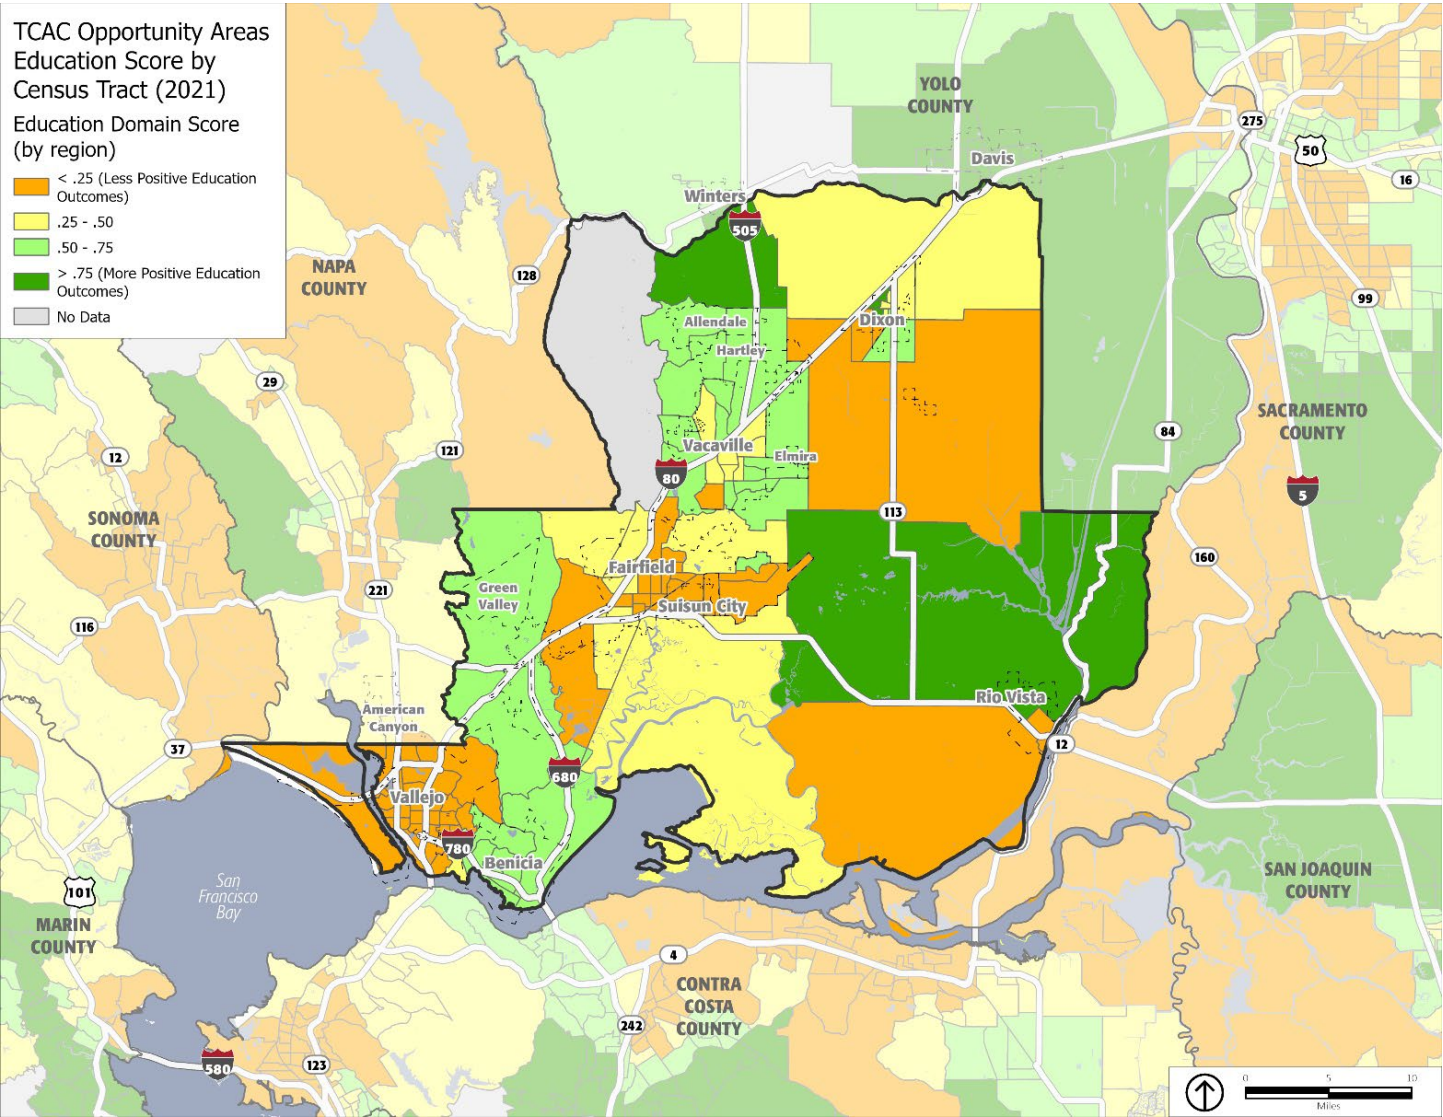 TCAC Opportunity Areas
Education Score by
Census Tract (2021)
Education Domain Score
(by region)
< .25 (Less Positive Education
Outcomes)
.25 - .50
.50 - .75
> .75 (More Positive Education
Outcomes)
No Data
YOLO
COUNTY
275
50
Davis
16
Winters
505
NAPA
COUNTY
128
99
Allendale
Dixon
Hartley
29
SACRAMENTO
COUNTY
84
121
Vacaville
12
Elmira
80
5
113
SONOMA
COUNTY
160
Fairfield
221
Green
Valley
Suisun City
116
Rio Vista
American
Canyon
37
12
680
Vallejo
780
Benicia
SAN JOAQUIN
COUNTY
San
Francisco
Bay
101
MARIN
COUNTY
4
CONTRA
COSTA
COUNTY
242
580
123
0 5 10
Miles